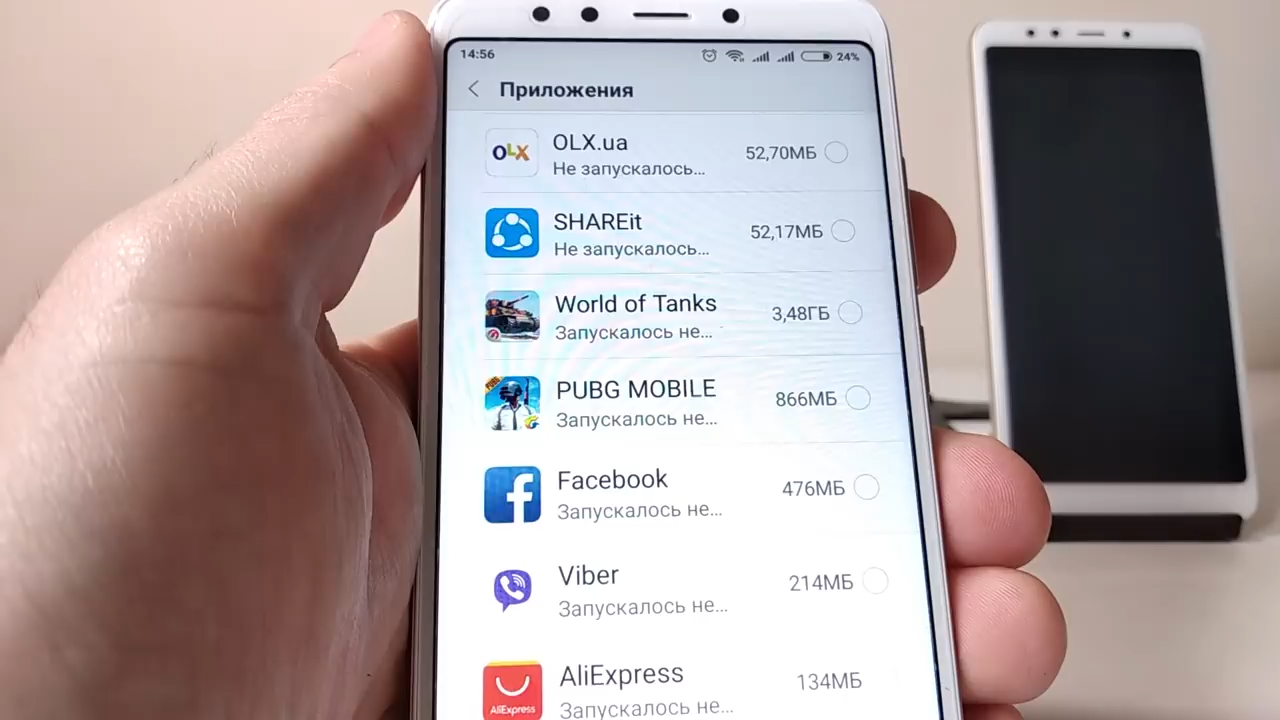 14:56
24%
Приложения
OLX
OLX.ua
52,70МБ
Не запускалось...
SHAREit
52,17МБ
Не запускалось...
World of Tanks
3,48ГБ
Запускалось не...
PUBG MOBILE
866МБ
Запускалось не...
Facebook
476МБ
Запускалось не...
Viber
214МБ
Запускалось не...
AliExpress
AliExpress
134МБ
Запускалось не...